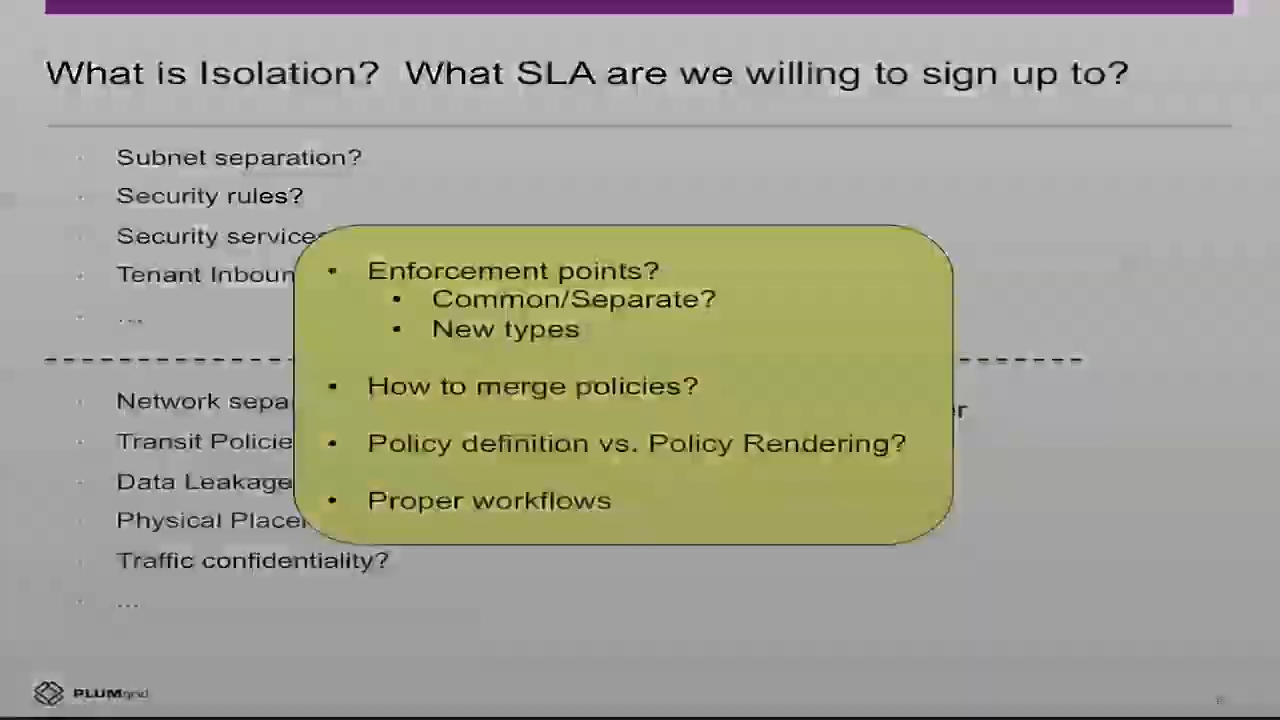 What is Isolation? What SLA are we willing to sign up to?
Subnet separation?
Security rules?
Security service
Tenant Inboun
...
• Enforcement points?
• Common/Separate?
• New types
• How to merge policies?
• Policy definition vs. Policy Rendering?
• Proper workflows
Network sepa
r
Transit Policie
Data Leakage
Physical Place
Traffic confidentiality?
...
PLUMgrid